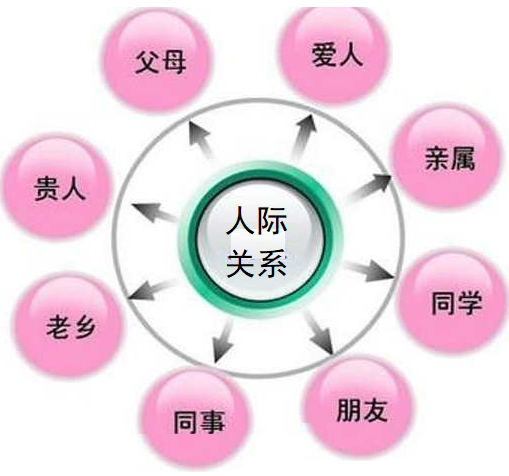 父母
爱人
贵人
亲属
人际
关系
老乡
同学
同事
朋友